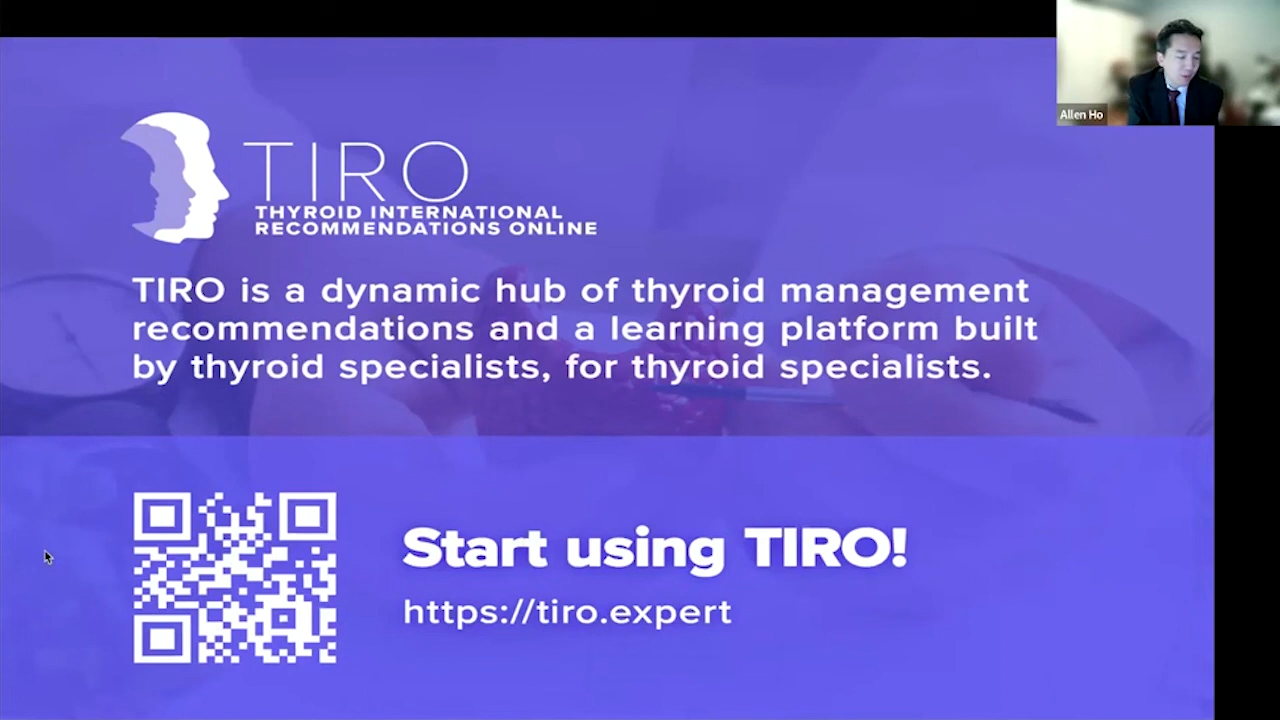 Allen Ho
TIRO
THYROID INTERNATIONAL
RECOMMENDATIONS ONLINE
TIRO is a dynamic hub of thyroid management
recommendations and a learning platform built
by thyroid specialists, for thyroid specialists.
Start using TIRO!
https://tiro.expert